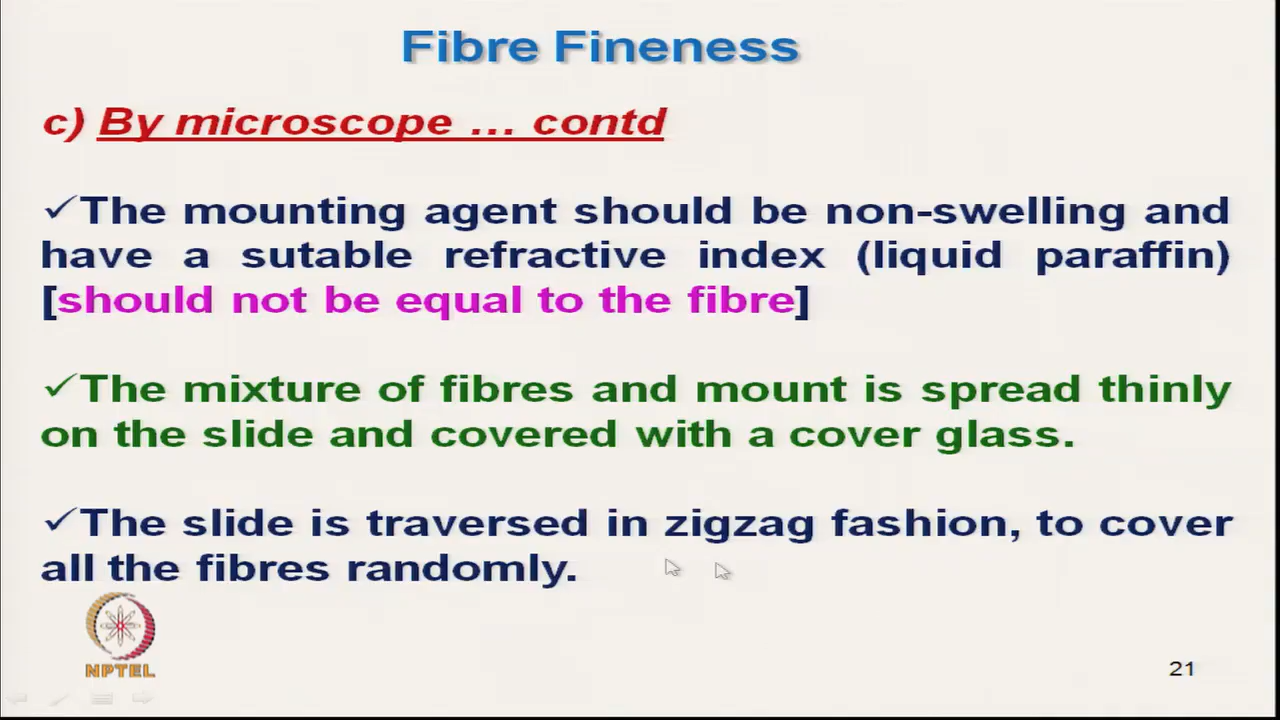 Fibre Fineness
c) By microscope ... contd
✓The mounting agent should be non-swelling and
have a sutable refractive index (liquid paraffin)
[should not be equal to the fibre]
✓The mixture of fibres and mount is spread thinly
on the slide and covered with a cover glass.
✓The slide is traversed in zigzag fashion, to cover
all the fibres randomly.
NPTEL
21